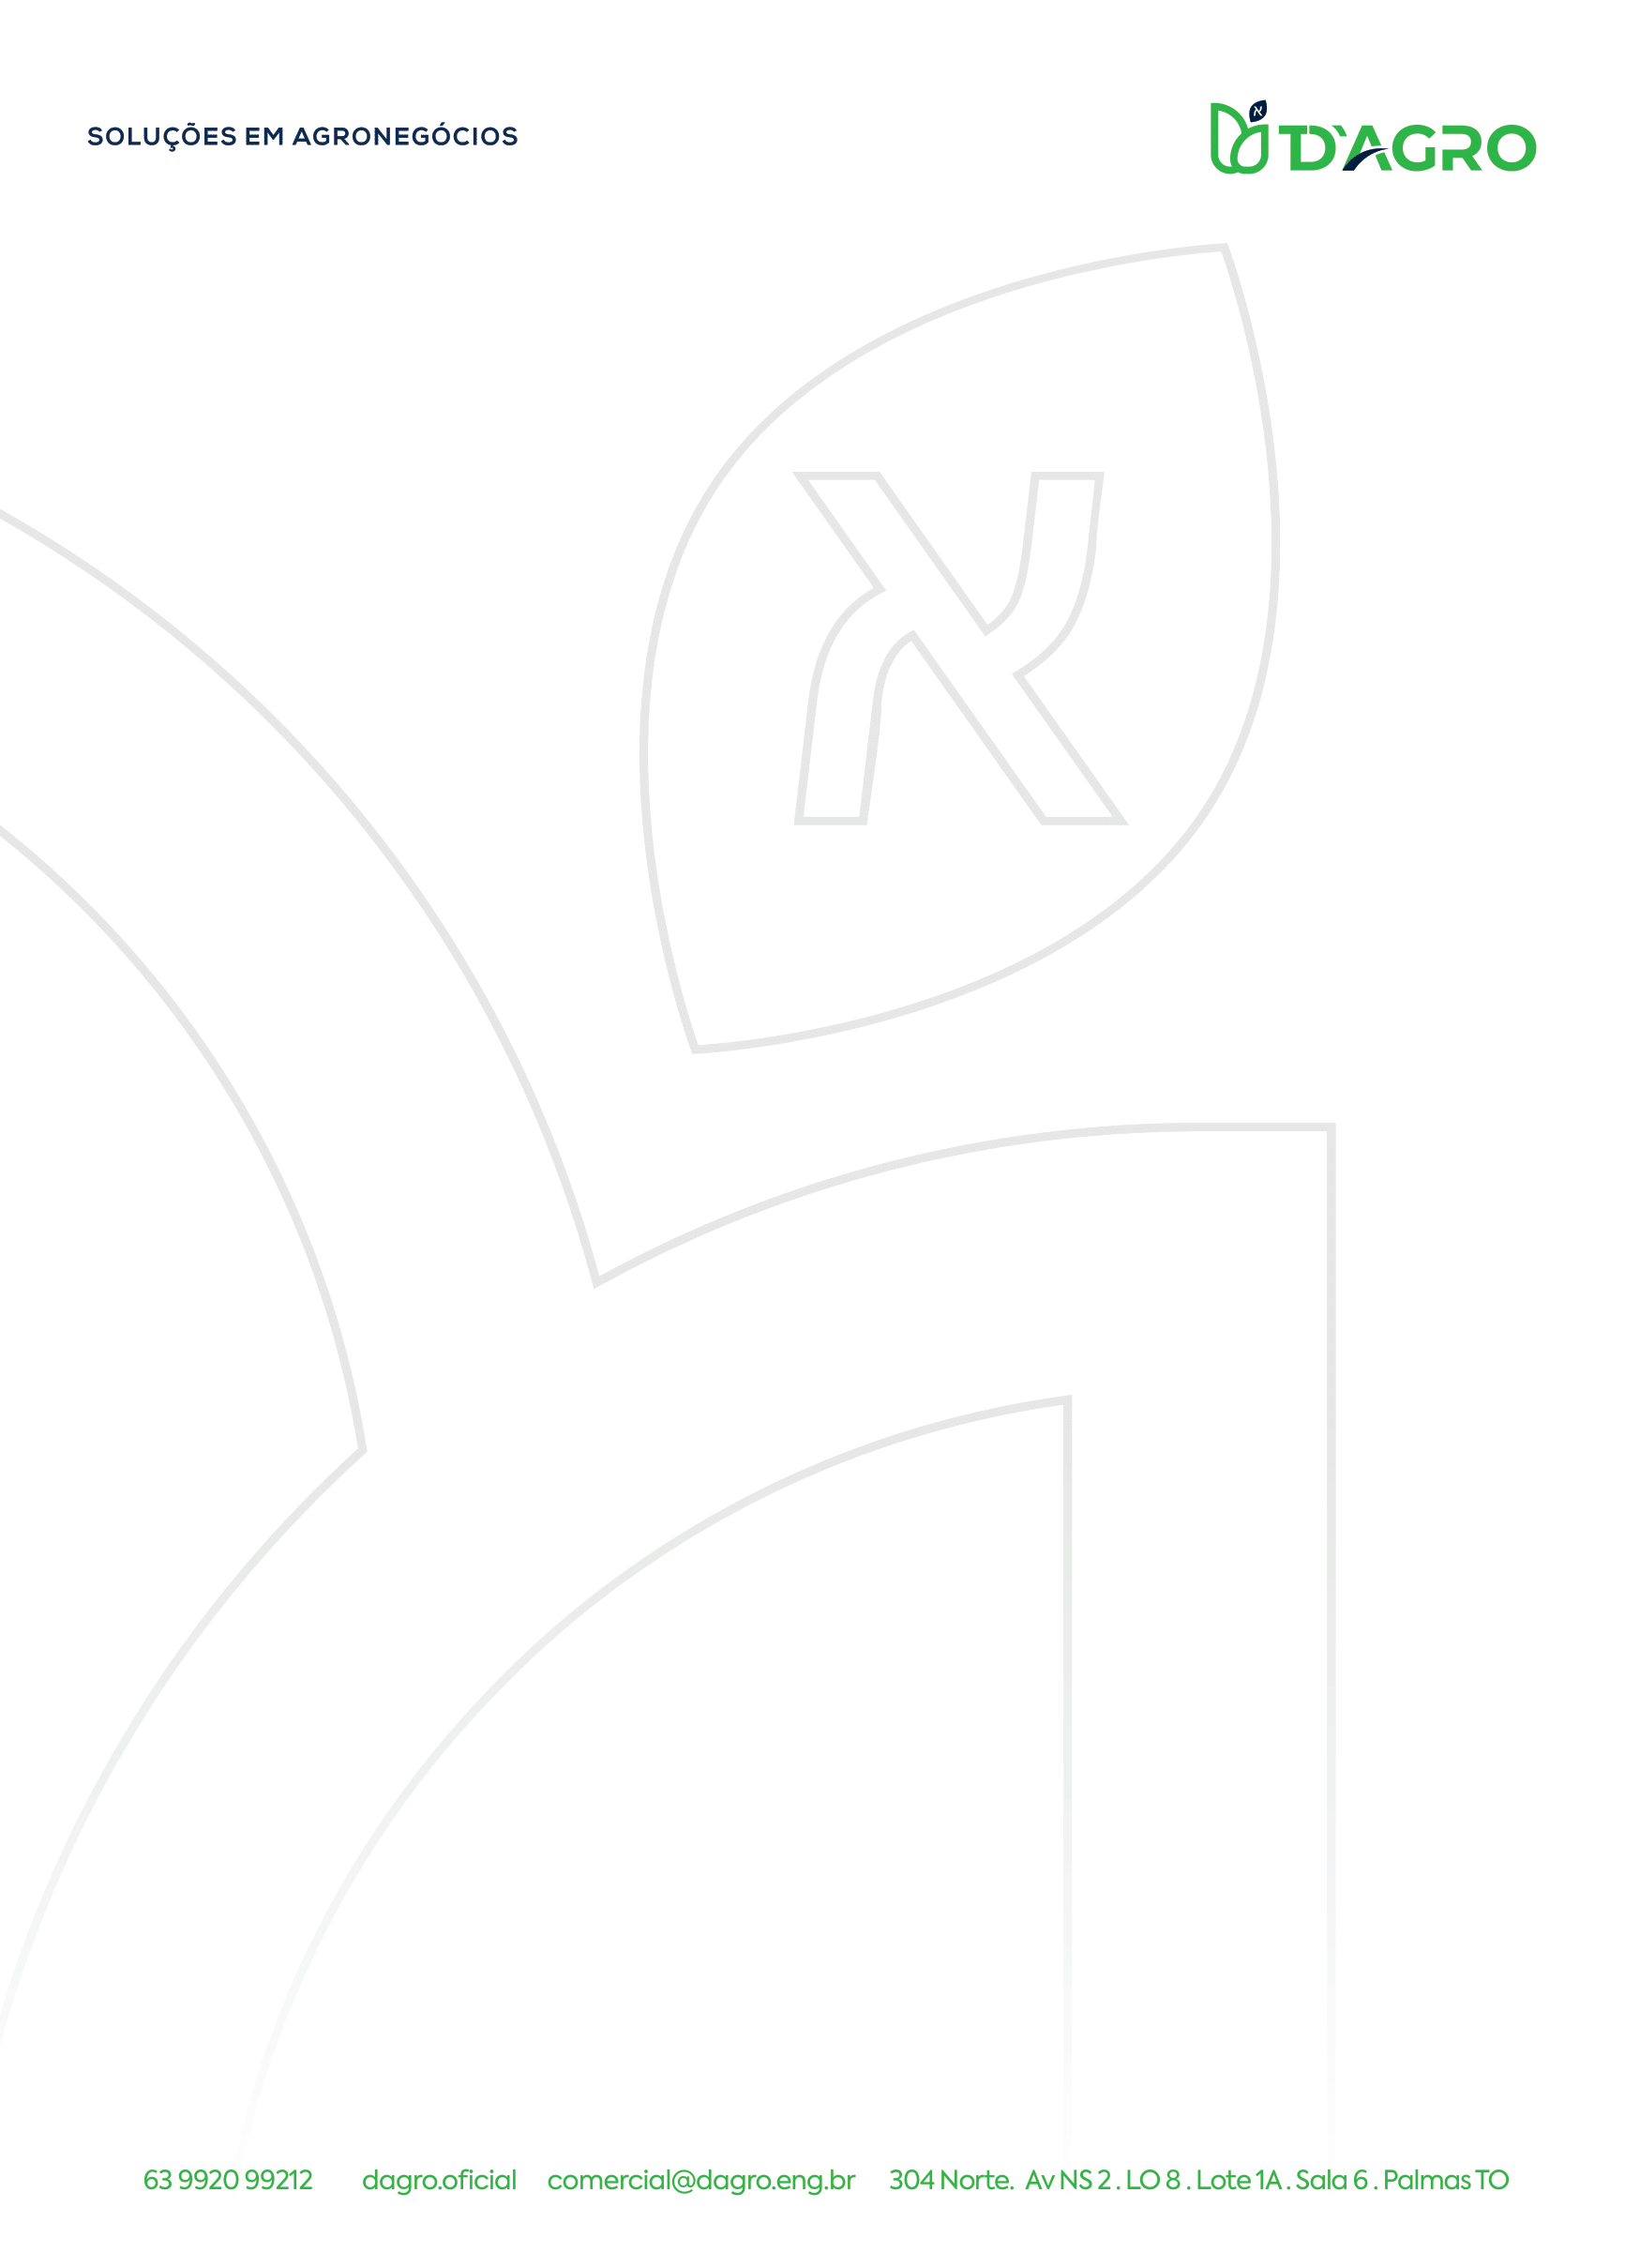 SOLUÇÕES EM AGRONEGÓCIOS
א
D'AGRO
א
63 9920 99212 dagro.oficial comercial@dagro.eng.br 304 Norte. Av NS 2 . LO 8 . Lote 1A . Sala 6 . Palmas TO